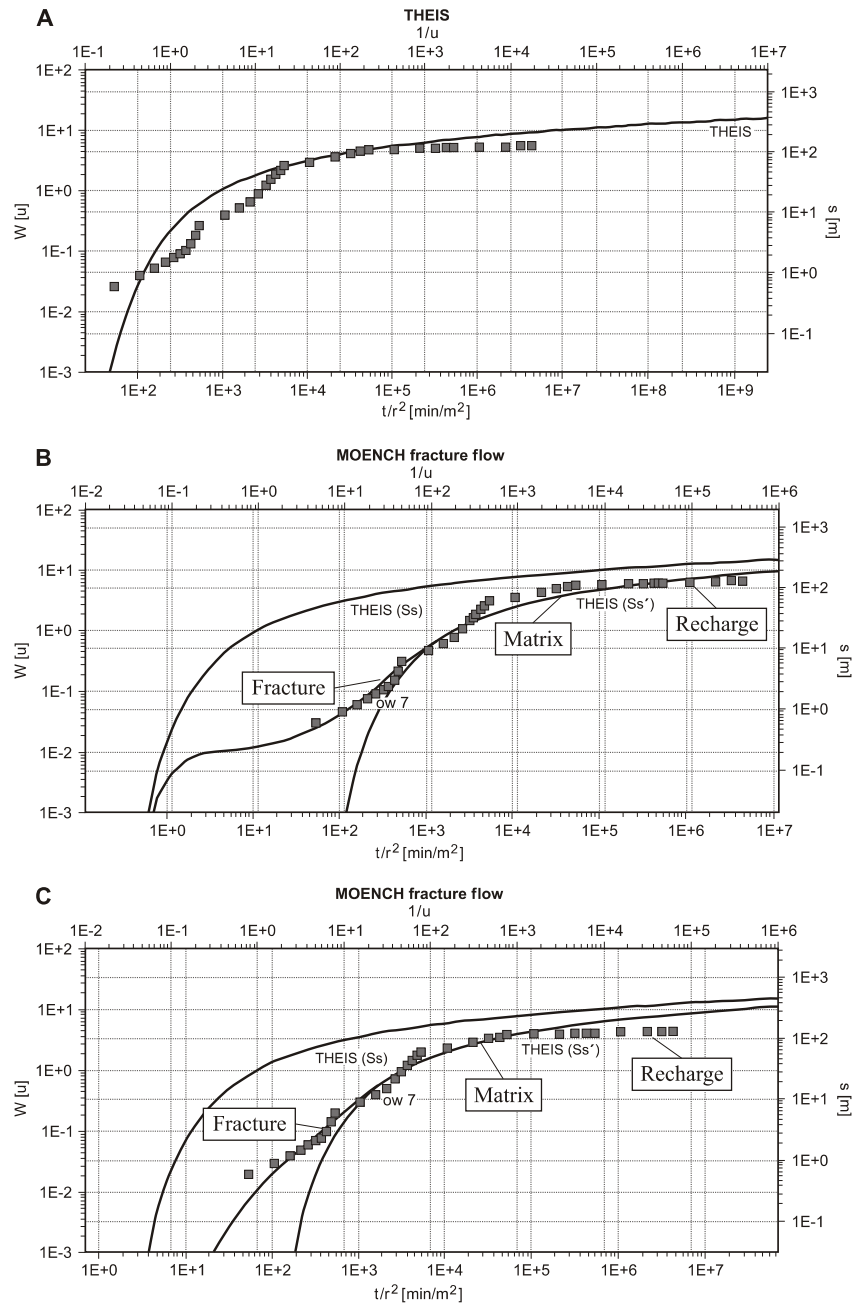 A
THEIS
1/u
1E-1 1E+0 1E+1 1E+2 1E+3 1E+4 1E+5 1E+6 1E+7
1E+2
1E+3
1E+1
THEIS
1E+2
1E+0
W [u]
s [m]
1E+1
1E-1
1E+0
1E-2
1E-1
1E-3
1E+2 1E+3 1E+4 1E+5 1E+6 1E+7 1E+8 1E+9
t/r² [min/m²]
B
MOENCH fracture flow
1/u
1E-2 1E-1 1E+0 1E+1 1E+2 1E+3 1E+4 1E+5 1E+6
1E+2
1E+3
1E+1
1E+2
THEIS (Ss)
THEIS (Ss´)
Recharge
1E+0
Matrix
W [u]
s [m]
1E+1
Fracture
1E-1
ow 7
1E+0
1E-2
1E-1
1E-3
1E+0 1E+1 1E+2 1E+3 1E+4 1E+5 1E+6 1E+7
t/r² [min/m²]
C
MOENCH fracture flow
1/u
1E-2 1E-1 1E+0 1E+1 1E+2 1E+3 1E+4 1E+5 1E+6
1E+2
1E+3
1E+1
1E+2
THEIS (Ss)
THEIS (Ss´)
1E+0
Recharge
Matrix
W [u]
s [m]
ow 7
1E+1
Fracture
1E-1
1E+0
1E-2
1E-1
1E-3
1E+0 1E+1 1E+2 1E+3 1E+4 1E+5 1E+6 1E+7
t/r² [min/m²]